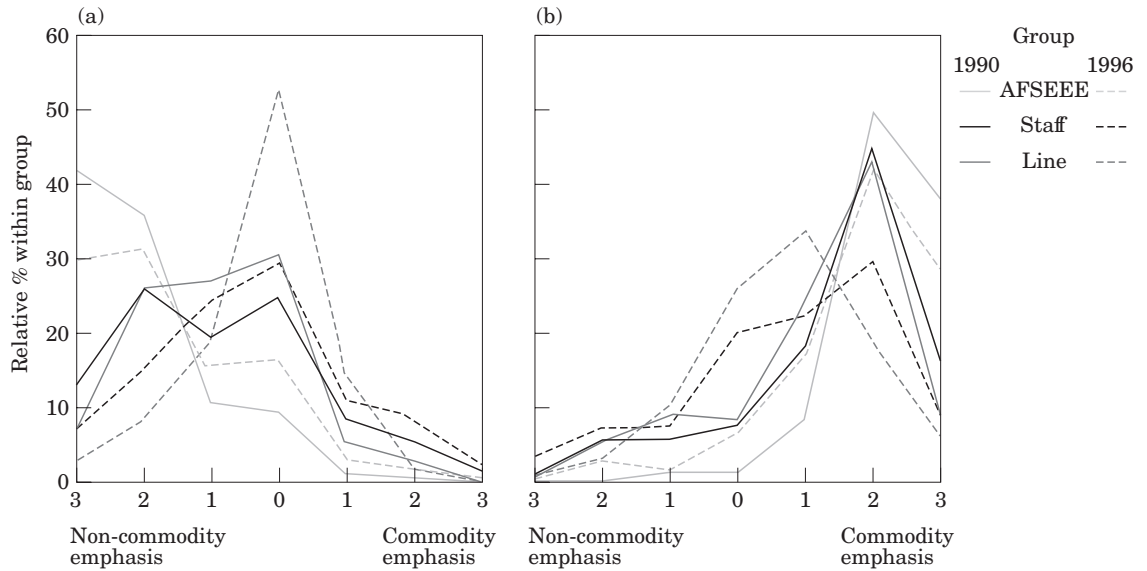 (a)
(b)
60
50
40
30
20
10
0
Relative % within group
3 2 1 0 1 2 3
3 2 1 0 1 2 3
Non-commodity
emphasis
Commodity
emphasis
Non-commodity
emphasis
Commodity
emphasis
Group
1990 1996
AFSEEE
Staff
Line